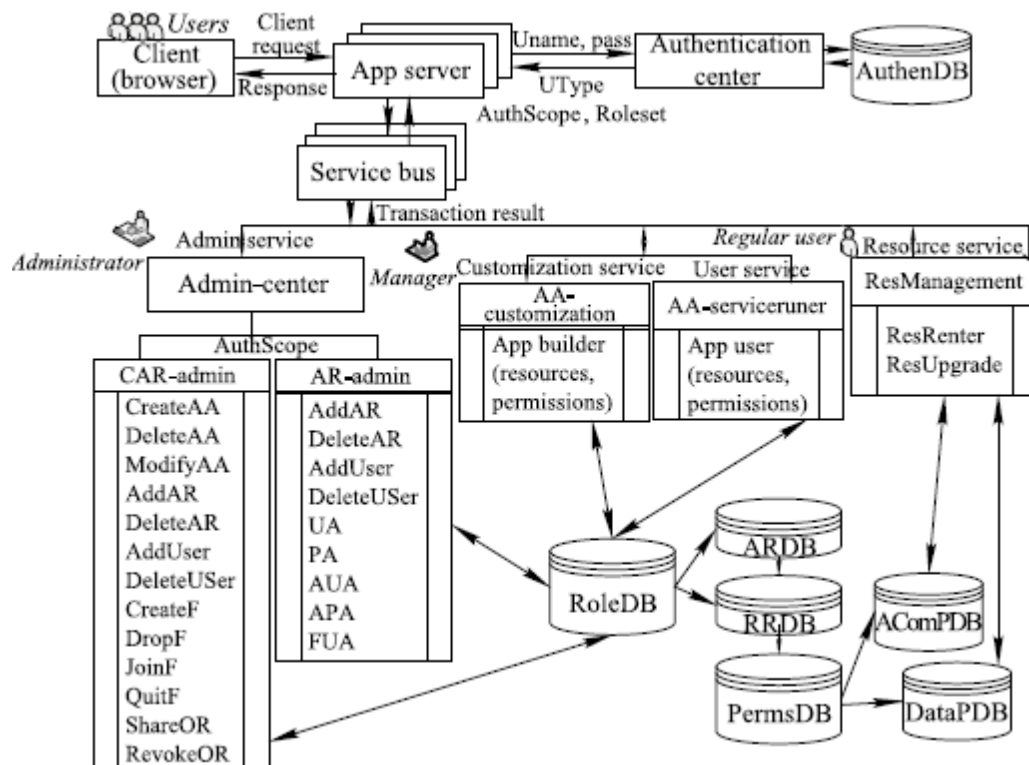 Users
Client
(browser)
Client
request
Response
App server
Uname, pass
UType
AuthScope, Roleset
Authentication
center
AuthenDB
Service bus
Transaction result
Administrator
Admin-service
Admin-center
Manager
Customization service
AA-
customization
App builder
(resources,
permissions)
Regular user
User service
AA-serviceruner
App user
(resources,
permissions)
Resource service
ResManagement
ResRenter
ResUpgrade
AuthScope
CAR-admin
CreateAA
DeleteAA
ModifyAA
AddAR
DeleteAR
AddUser
DeleteUSer
CreateF
DropF
JoinF
QuitF
ShareOR
RevokeOR
AR-admin
AddAR
DeleteAR
AddUser
DeleteUSer
UA
PA
AUA
APA
FUA
RoleDB
ARDB
RRDB
PermsDB
AComPDB
DataPDB